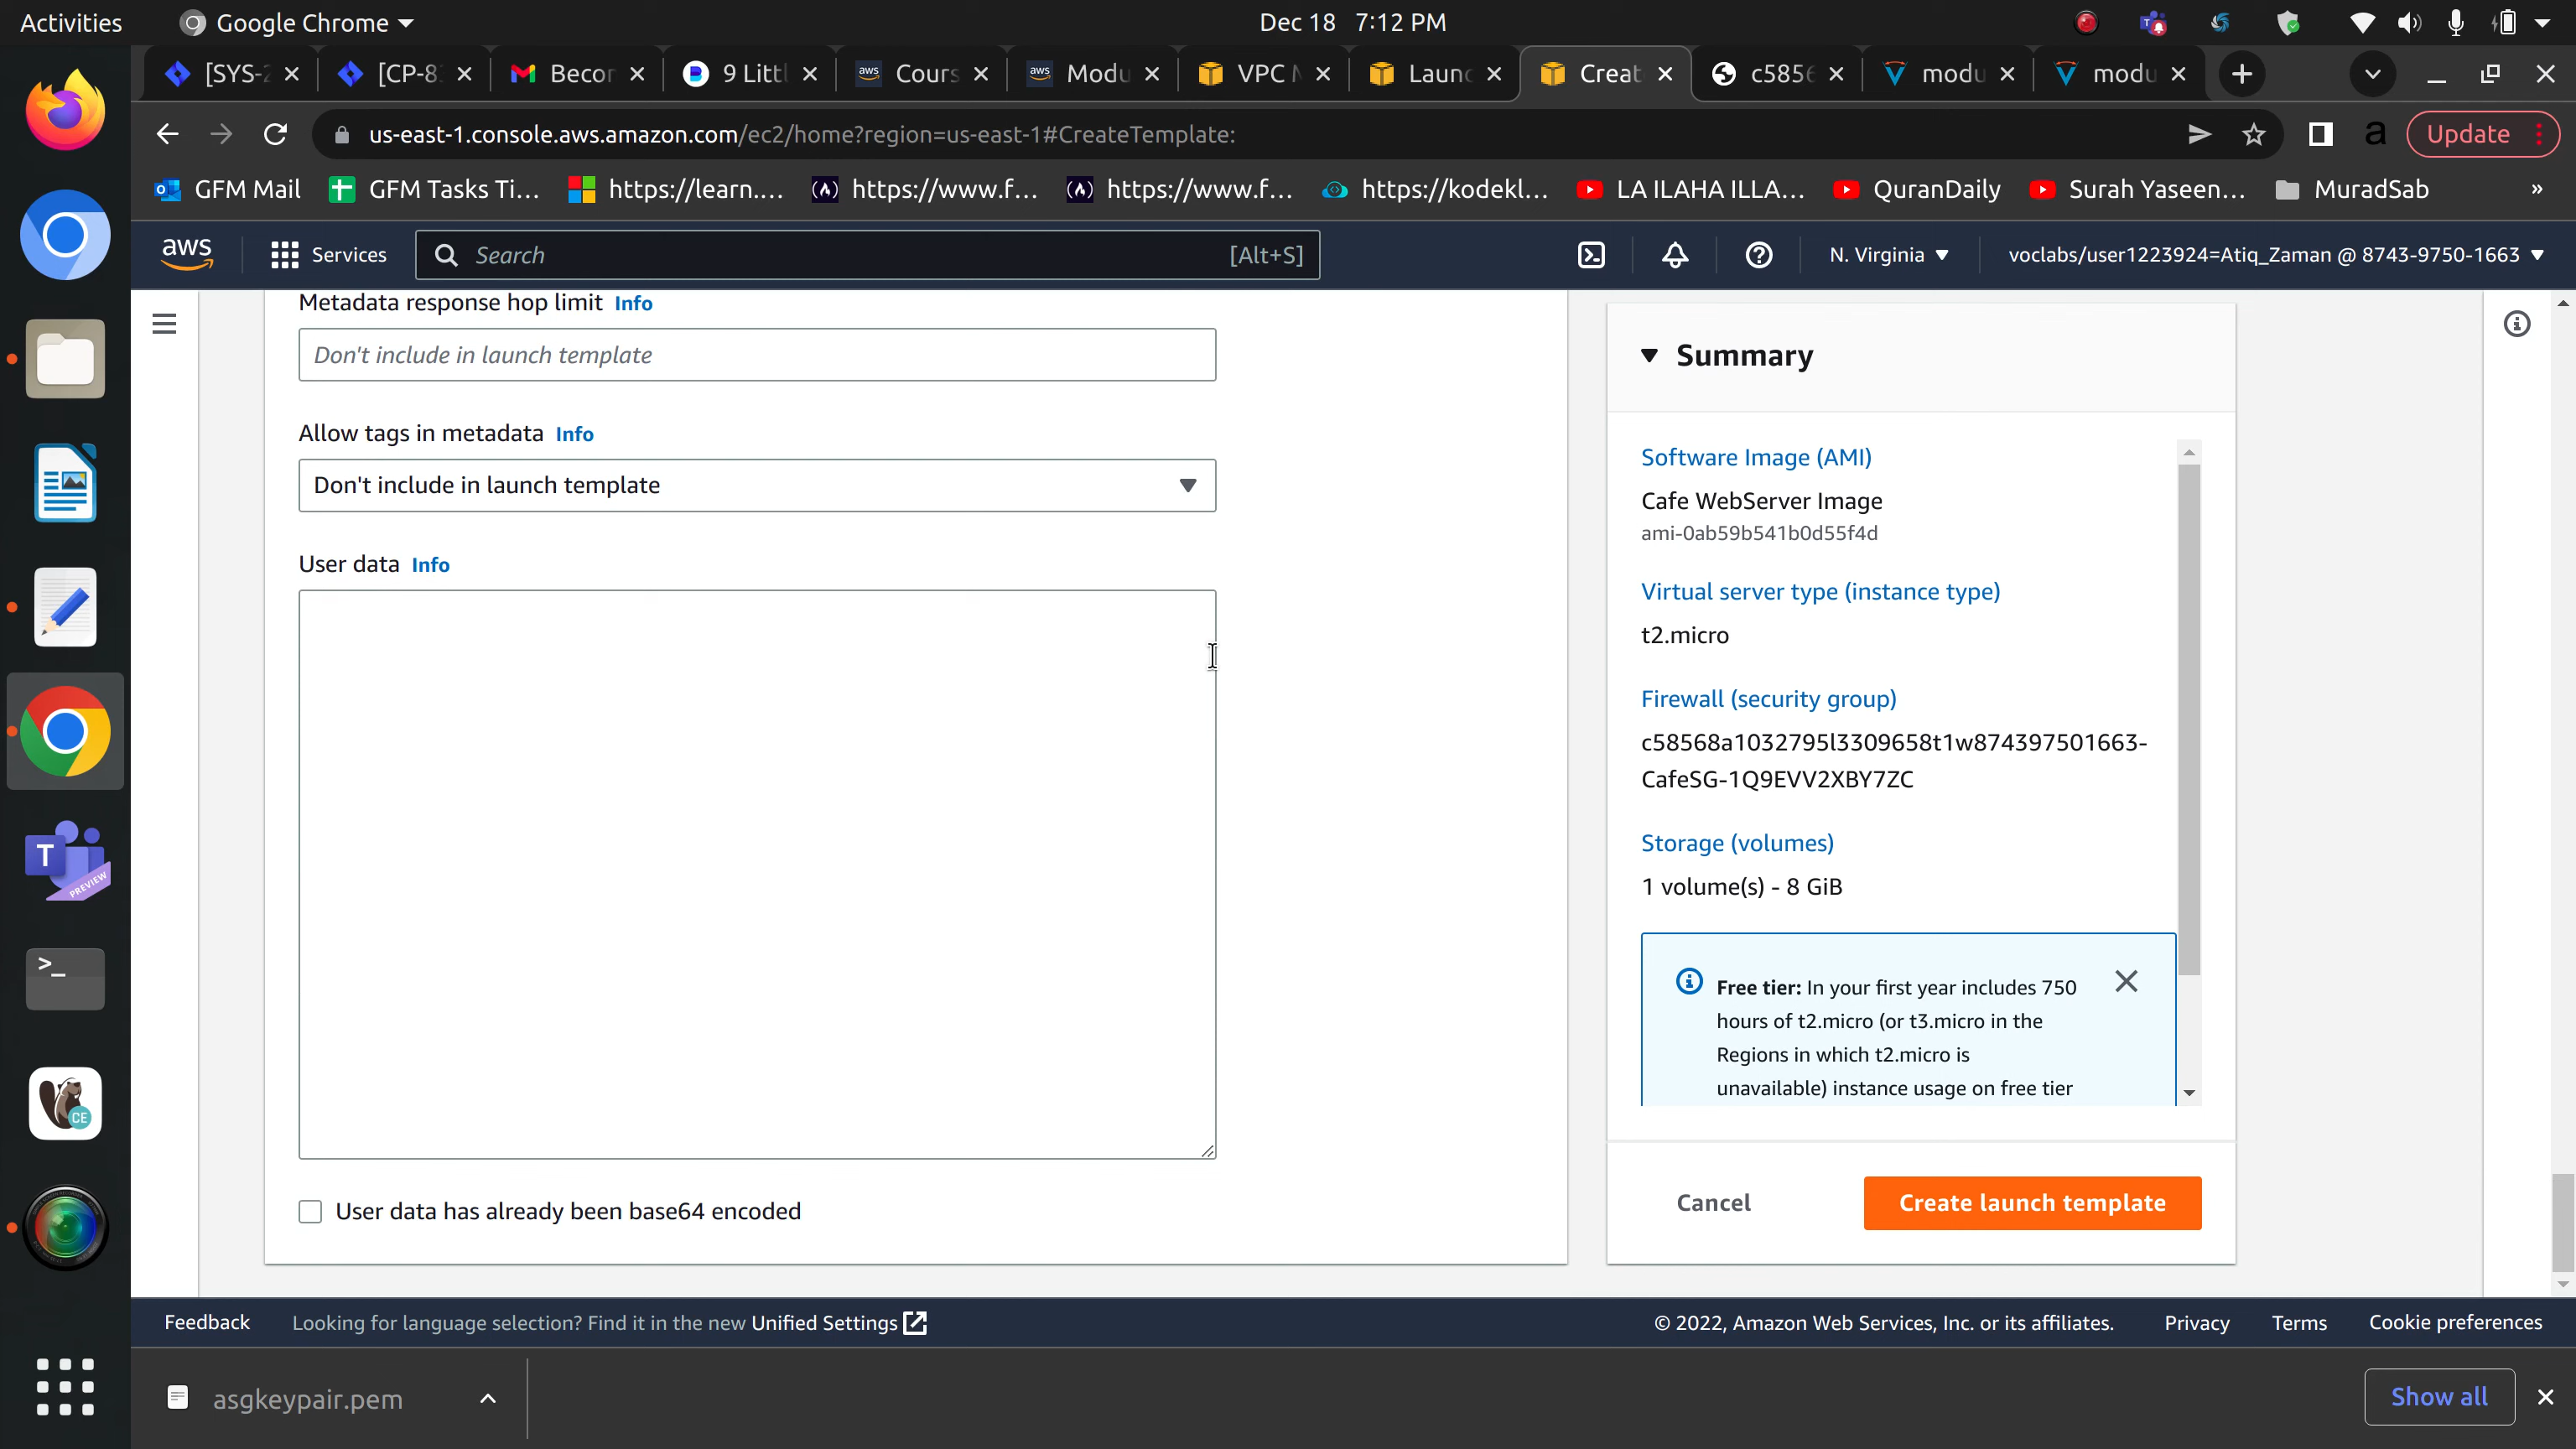 Activities
Google Chrome
Dec 18 7:12 PM
[SYS-2
[CP-8
Becor
9 Littl
aws
Cours
aws
Modu
VPC M
Launc
Creat
c5856
modu
modu
us-east-1.console.aws.amazon.com/ec2/home?region=us-east-1#CreateTemplate:
a
Update
GFM Mail
GFM Tasks Ti...
https://learn....
https://www.f...
https://www.f...
https://kodekl...
LA ILAHA ILLA...
QuranDaily
Surah Yaseen...
MuradSab
»
aws
Services
Search
[Alt+S]
N. Virginia
voclabs/user1223924=Atiq_Zaman @ 8743-9750-1663
Metadata response hop limit Info
Don't include in launch template
Allow tags in metadata Info
Don't include in launch template
User data Info
User data has already been base64 encoded
Summary
Software Image (AMI)
Cafe WebServer Image
ami-0ab59b541b0d55f4d
Virtual server type (instance type)
t2.micro
Firewall (security group)
c58568a1032795l3309658t1w874397501663-
CafeSG-1Q9EVV2XBY7ZC
Storage (volumes)
1 volume(s) - 8 GiB
Free tier: In your first year includes 750
hours of t2.micro (or t3.micro in the
Regions in which t2.micro is
unavailable) instance usage on free tier
Cancel
Create launch template
T
PREVIEW
>_
CE
Feedback
Looking for language selection? Find it in the new Unified Settings
© 2022, Amazon Web Services, Inc. or its affiliates.
Privacy
Terms
Cookie preferences
asgkeypair.pem
Show all